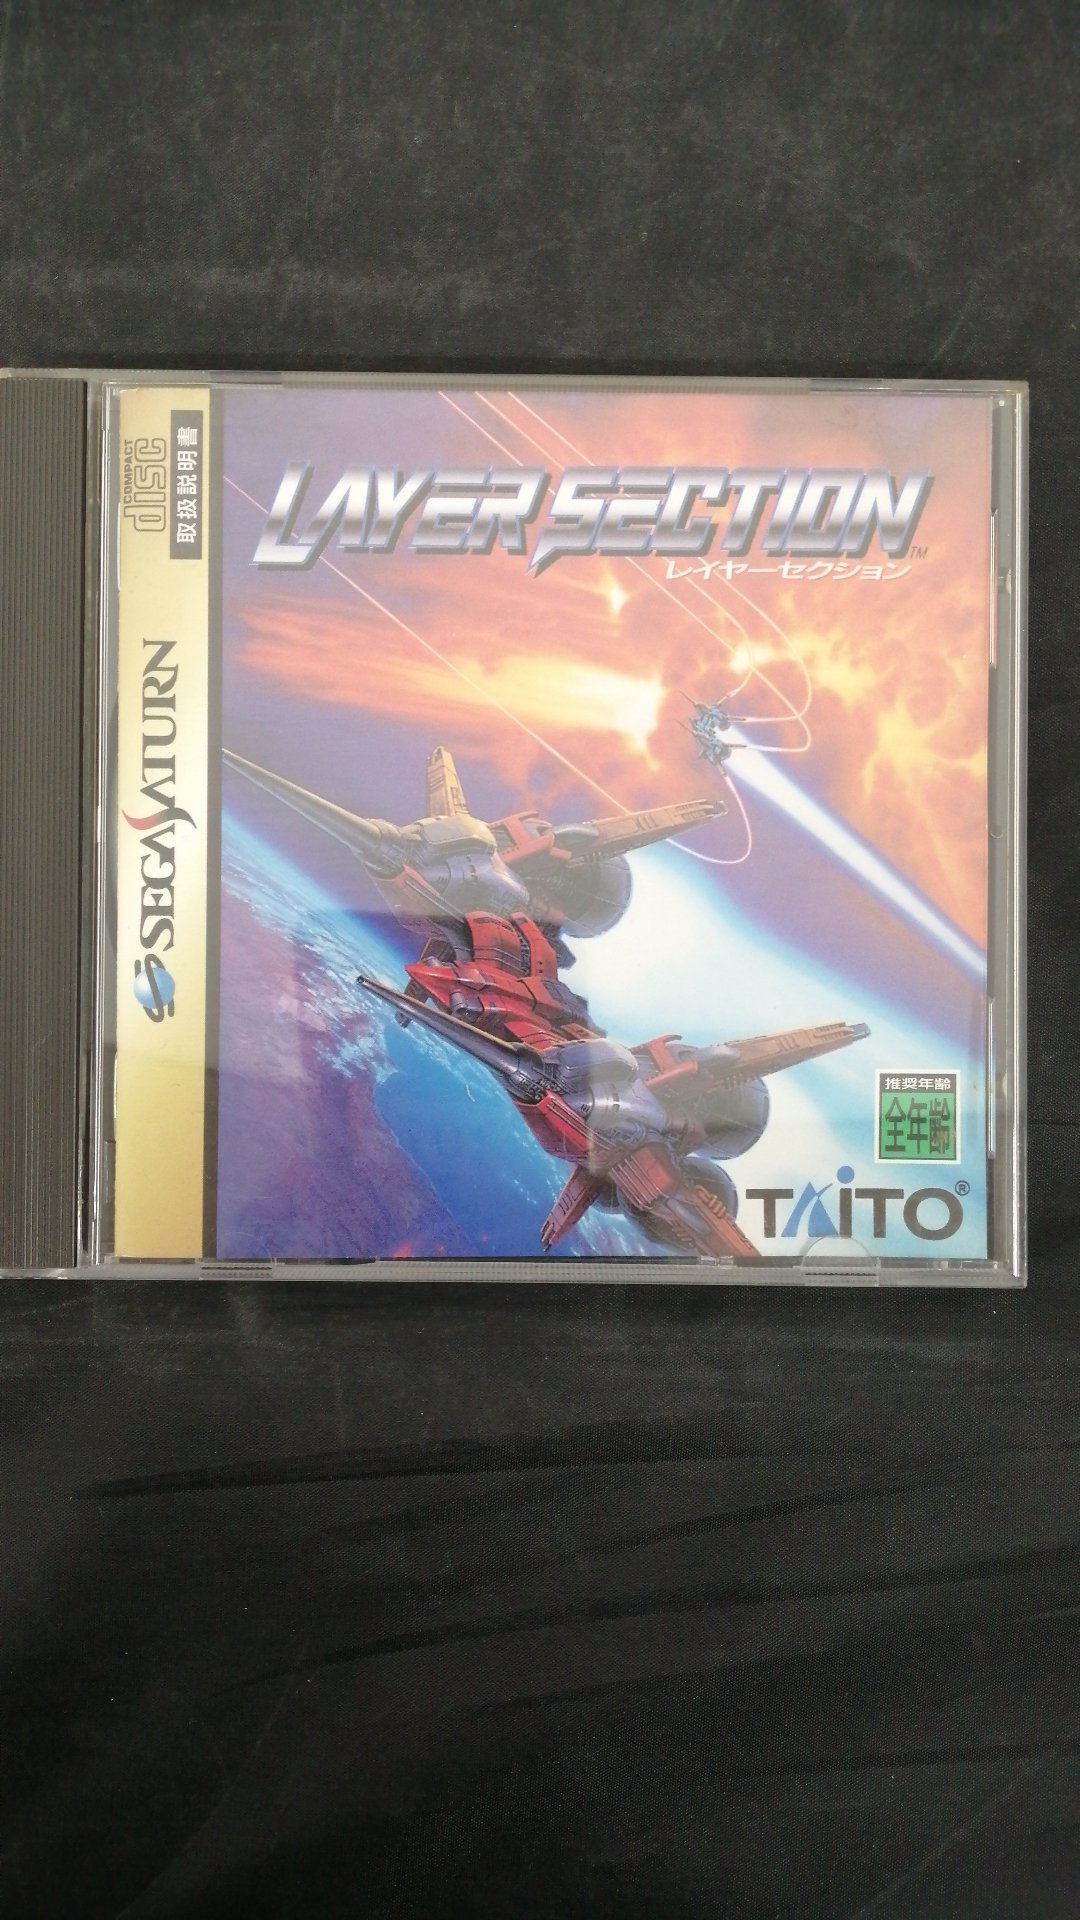 COMPACT
disc
取扱説明書
SEGA SATURN
LAYER SECTION
TM
レイヤーセクション
推奨年齢
全年齢
TAITO®